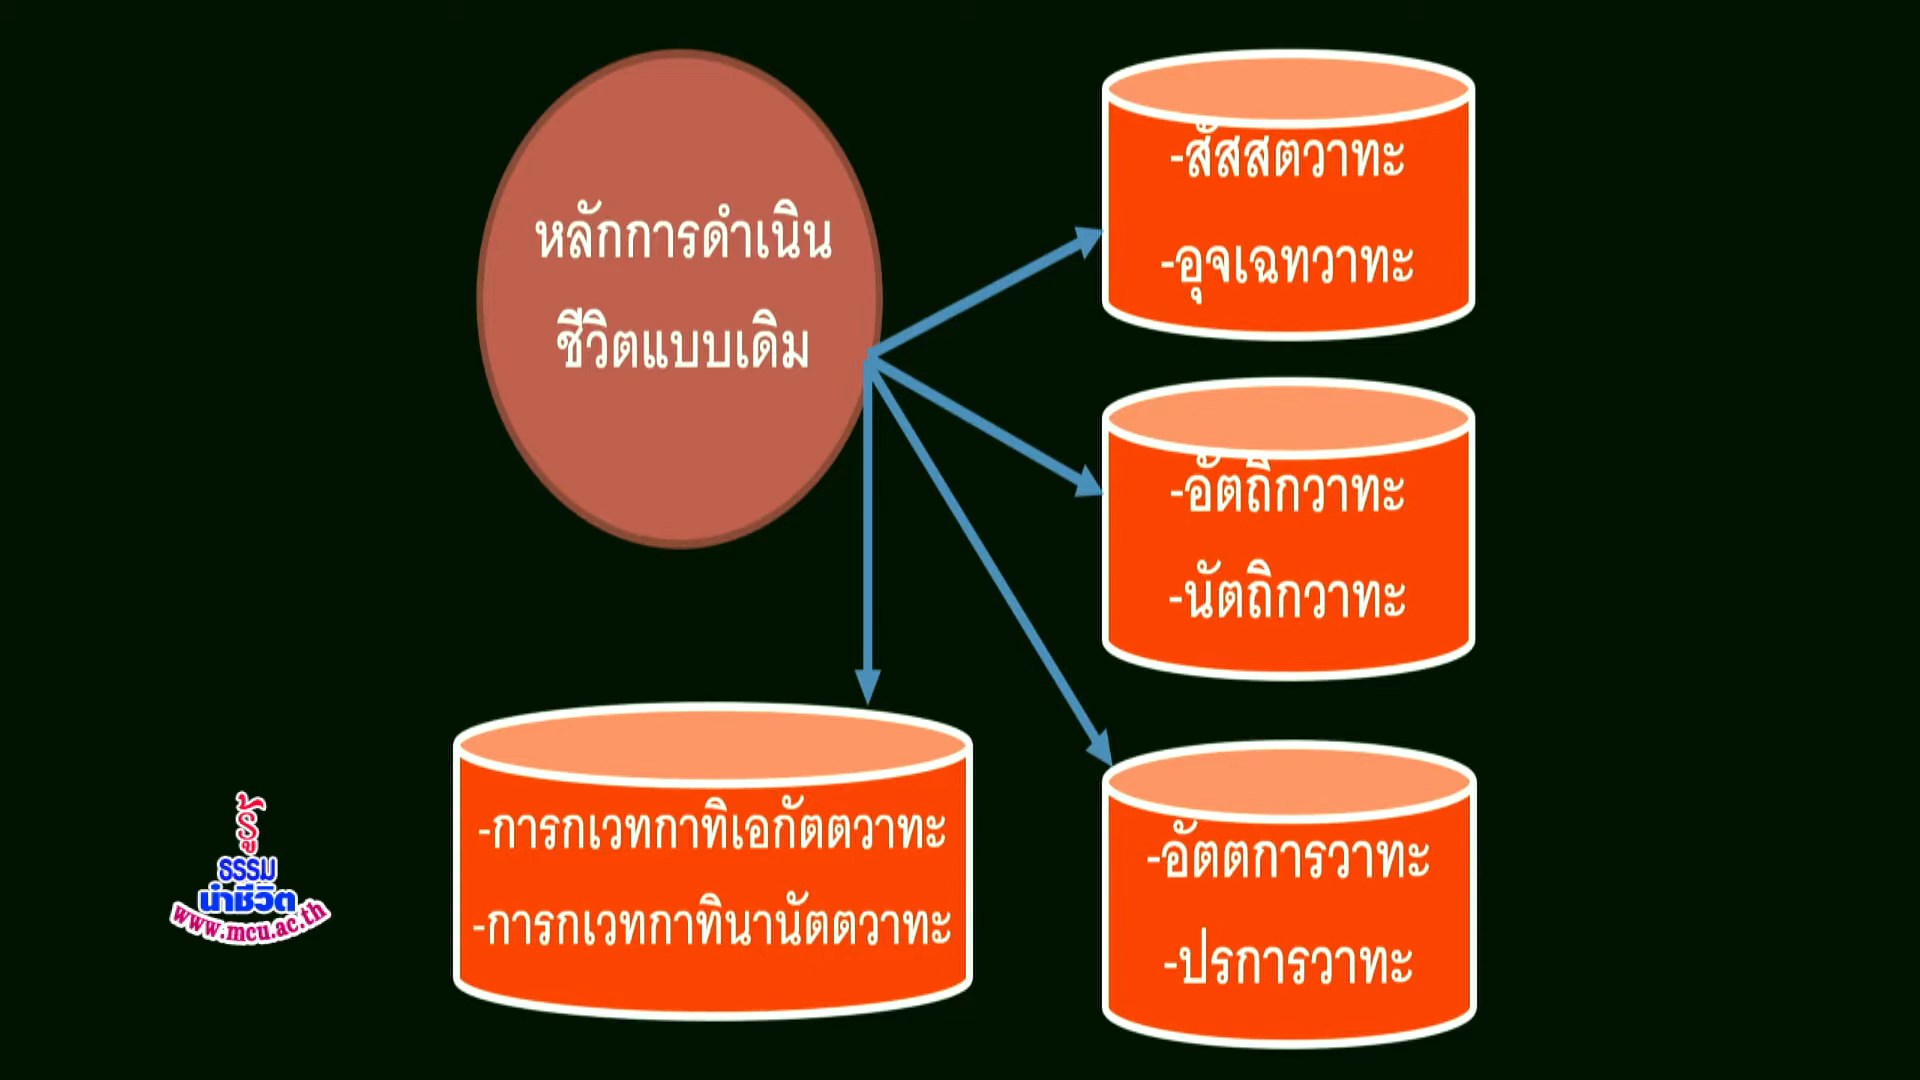 หลักการดำเนิน
ชีวิตแบบเดิม
-สัสสตวาทะ
-อุจเฉทวาทะ
-อัตถิกวาทะ
-นัตถิกวาทะ
-การกเวทกาทิเอกัตตวาทะ
-การกเวทกาทินานัตตวาทะ
-อัตตการวาทะ
-ปรการวาทะ
รู้
ธรรม
นำชีวิต
www.mcu.ac.th